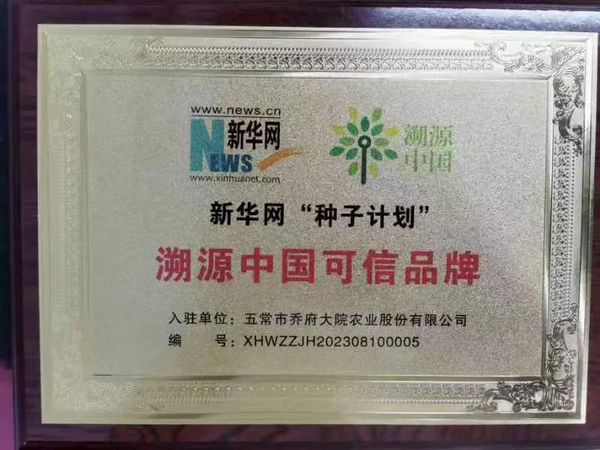 www.news.cn
新华网
NEWS
www.xinhuanet.com
溯源
中国
新华网“种子计划”
溯源中国可信品牌
入驻单位：五常市乔府大院农业股份有限公司
编 号：XHWZZJH202308100005